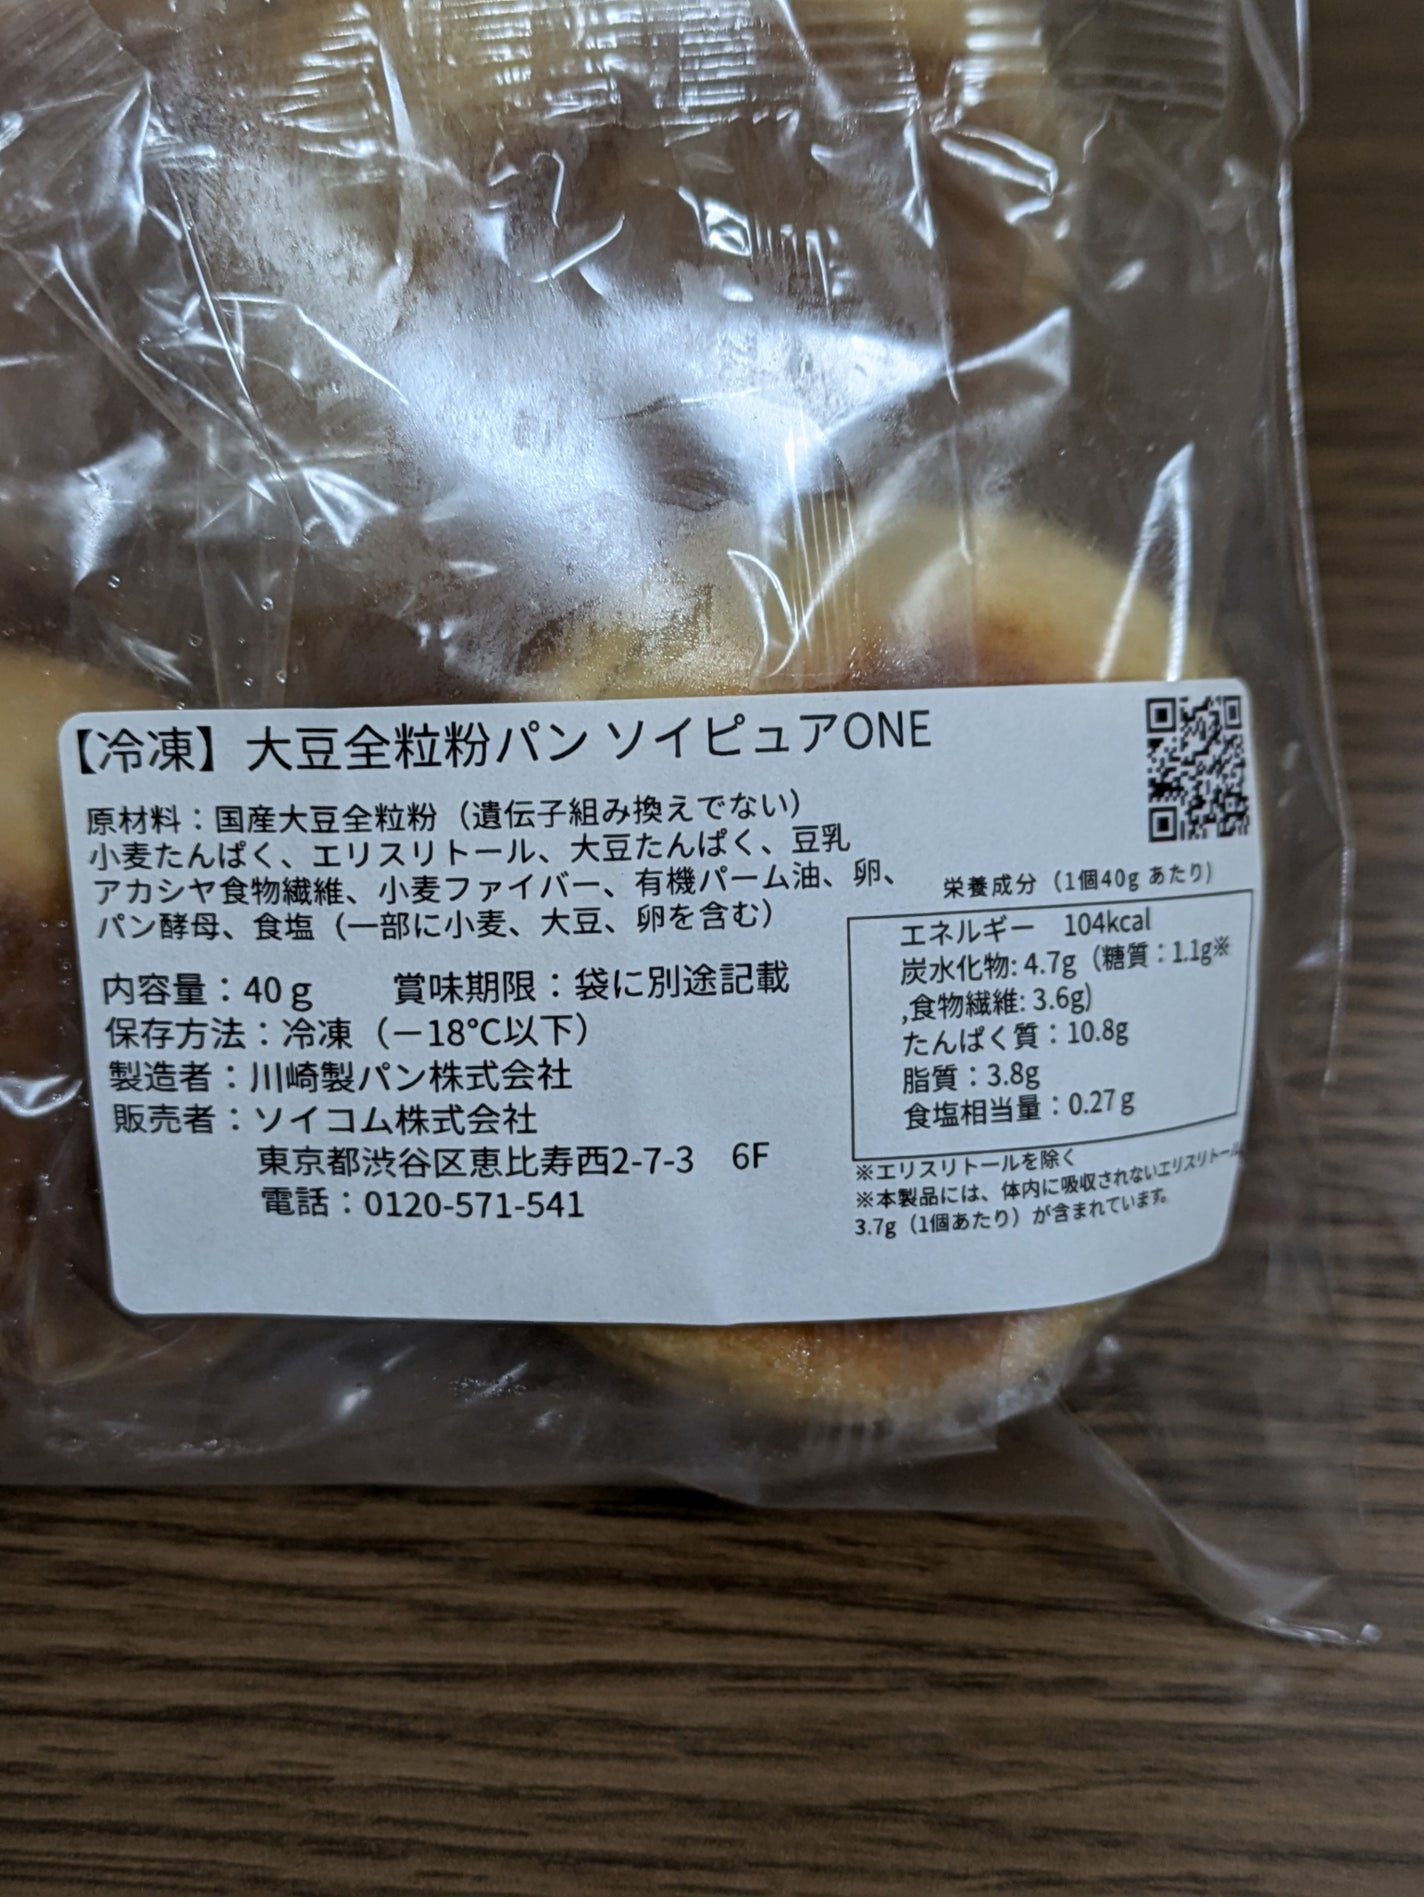 【冷凍】大豆全粒粉パン ソイピュアONE
原材料：国産大豆全粒粉（遺伝子組み換えでない）
小麦たんぱく、エリスリトール、大豆たんぱく、豆乳
アカシヤ食物繊維、小麦ファイバー、有機パーム油、卵、
パン酵母、食塩（一部に小麦、大豆、卵を含む）
内容量：40ｇ　賞味期限：袋に別途記載
保存方法：冷凍（－18℃以下）
製造者：川崎製パン株式会社
販売者：ソイコム株式会社
東京都渋谷区恵比寿西2-7-3　6F
電話：0120-571-541
栄養成分（1個40g あたり）
エネルギー　104kcal
炭水化物: 4.7g（糖質：1.1g※
,食物繊維: 3.6g)
たんぱく質：10.8g
脂質：3.8g
食塩相当量：0.27ｇ
※エリスリトールを除く
※本製品には、体内に吸収されないエリスリトール
3.7g（1個あたり）が含まれています。